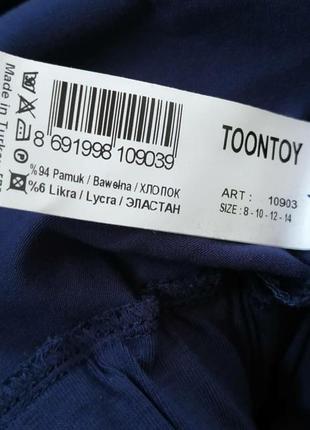 TOONTOY
8 691998 109039
ART : 10903
SIZE : 8 - 10 - 12 - 14
%94 Pamuk / Bawełna / ХЛОПОК
%6 Likra / Lycra / ЭЛАСТАН
Made in